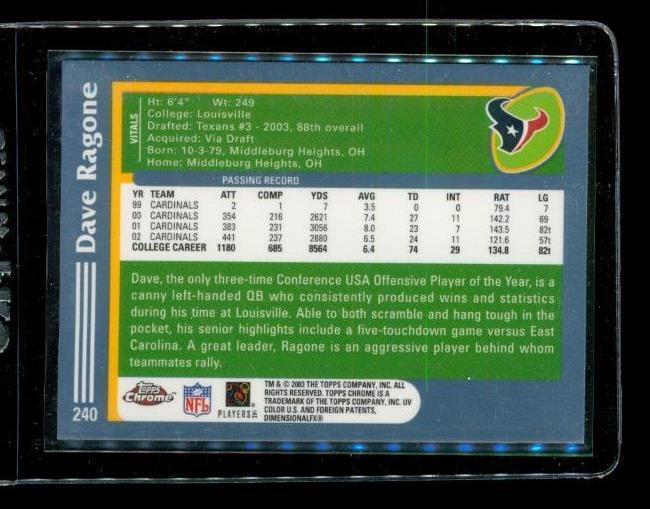 Dave Ragone
240
VITALS
Ht: 6'4" Wt: 249
College: Louisville
Drafted: Texans #3 - 2003, 88th overall
Acquired: Via Draft
Born: 10-3-79, Middleburg Heights, OH
Home: Middleburg Heights, OH
PASSING RECORD
YR TEAM ATT COMP YDS AVG TD INT RAT LG
99 CARDINALS 2 1 7 3.5 0 0 79.4 7
00 CARDINALS 354 216 2621 7.4 27 11 142.2 69
01 CARDINALS 383 231 3056 8.0 23 7 143.5 82t
02 CARDINALS 441 237 2880 6.5 24 11 121.6 57t
COLLEGE CAREER 1180 685 8564 6.4 74 29 134.8 82t
Dave, the only three-time Conference USA Offensive Player of the Year, is a
canny left-handed QB who consistently produced wins and statistics
during his time at Louisville. Able to both scramble and hang tough in the
pocket, his senior highlights include a five-touchdown game versus East
Carolina. A great leader, Ragone is an aggressive player behind whom
teammates rally.
Topps
Chrome
NFL
PLAYERS
TM & © 2003 THE TOPPS COMPANY, INC. ALL
RIGHTS RESERVED. TOPPS CHROME IS A
TRADEMARK OF THE TOPPS COMPANY, INC. UV
COLOR U.S. AND FOREIGN PATENTS,
DIMENSIONALFX®